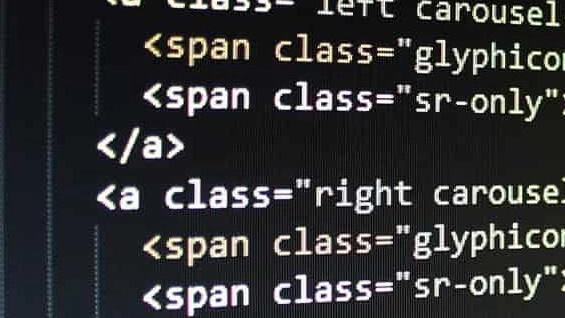 <a class="left carousel
<span class="glyphicon
<span class="sr-only">
</a>
<a class="right carousel
<span class="glyphicon
<span class="sr-only">